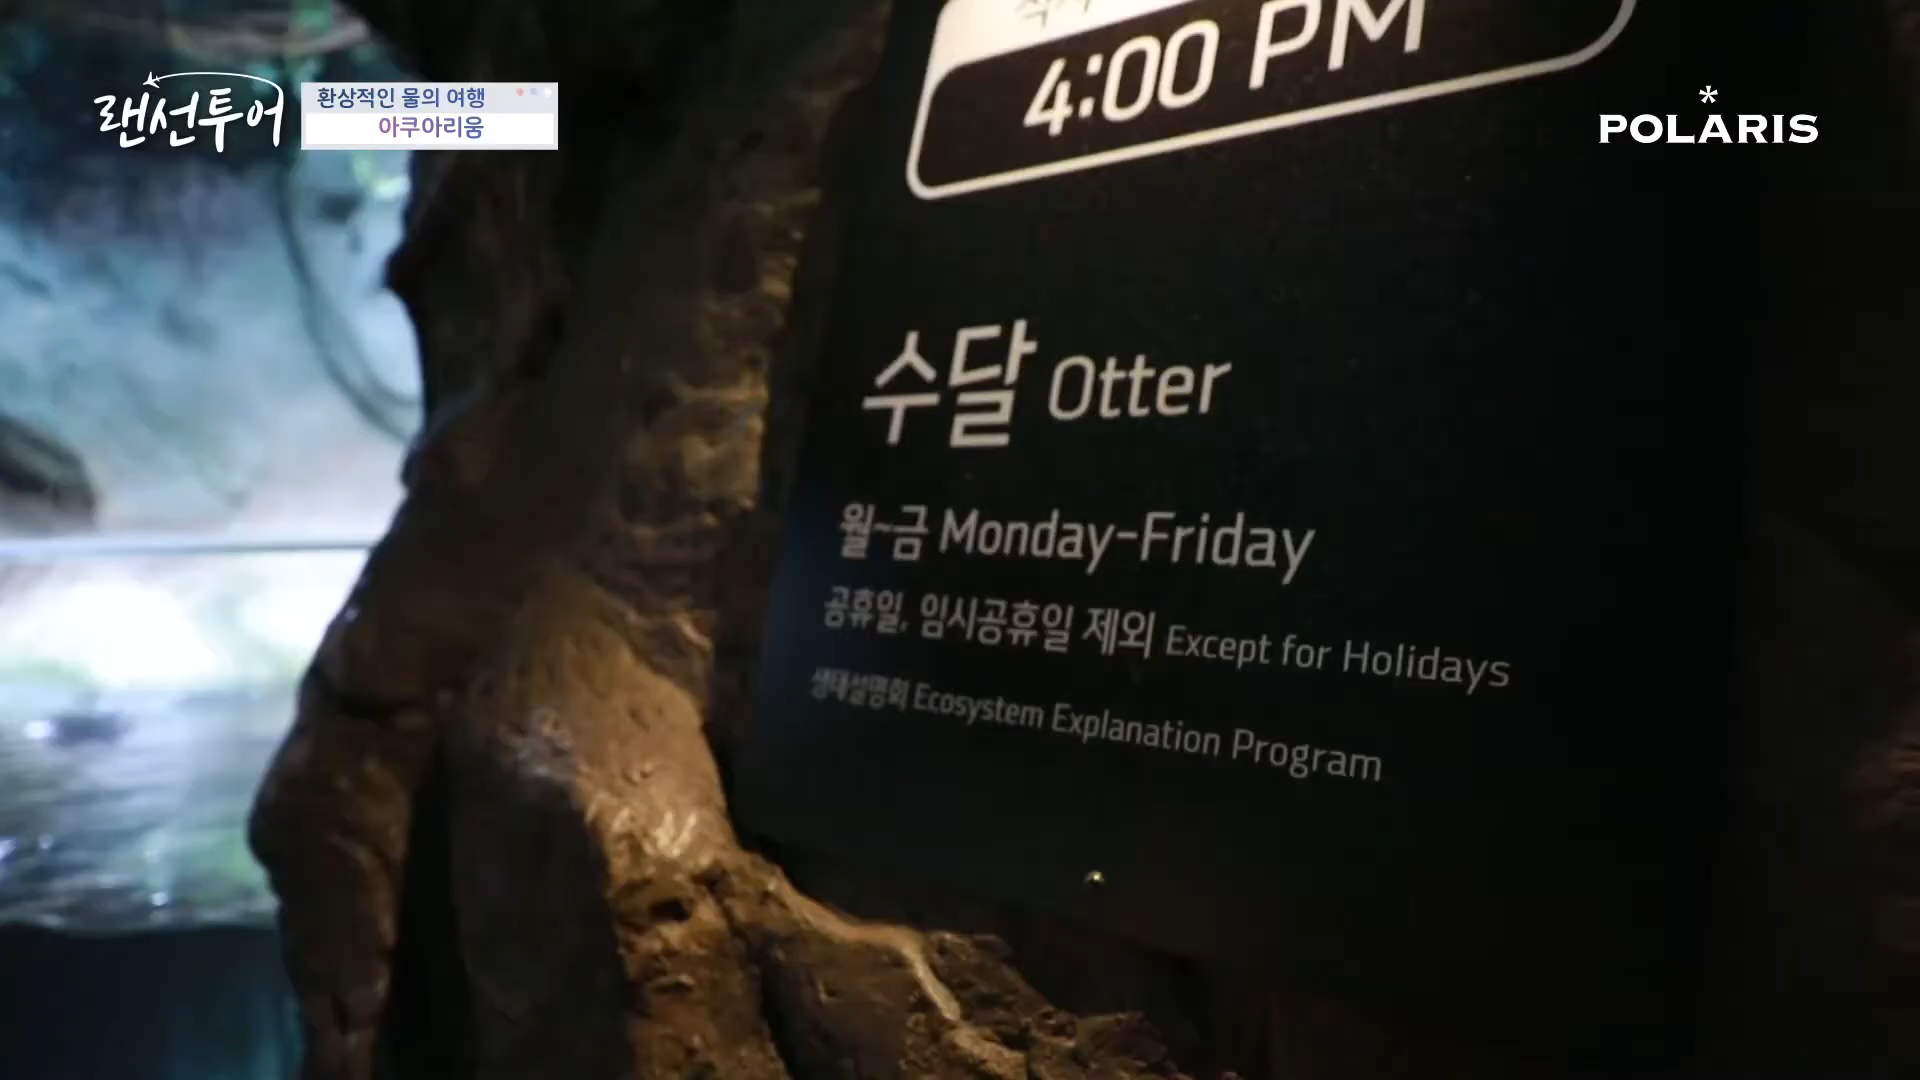 랜선투어
환상적인 물의 여행
아쿠아리움
POLARIS
4:00 PM
수달 Otter
월~금 Monday-Friday
공휴일, 임시공휴일 제외 Except for Holidays
생태설명회 Ecosystem Explanation Program